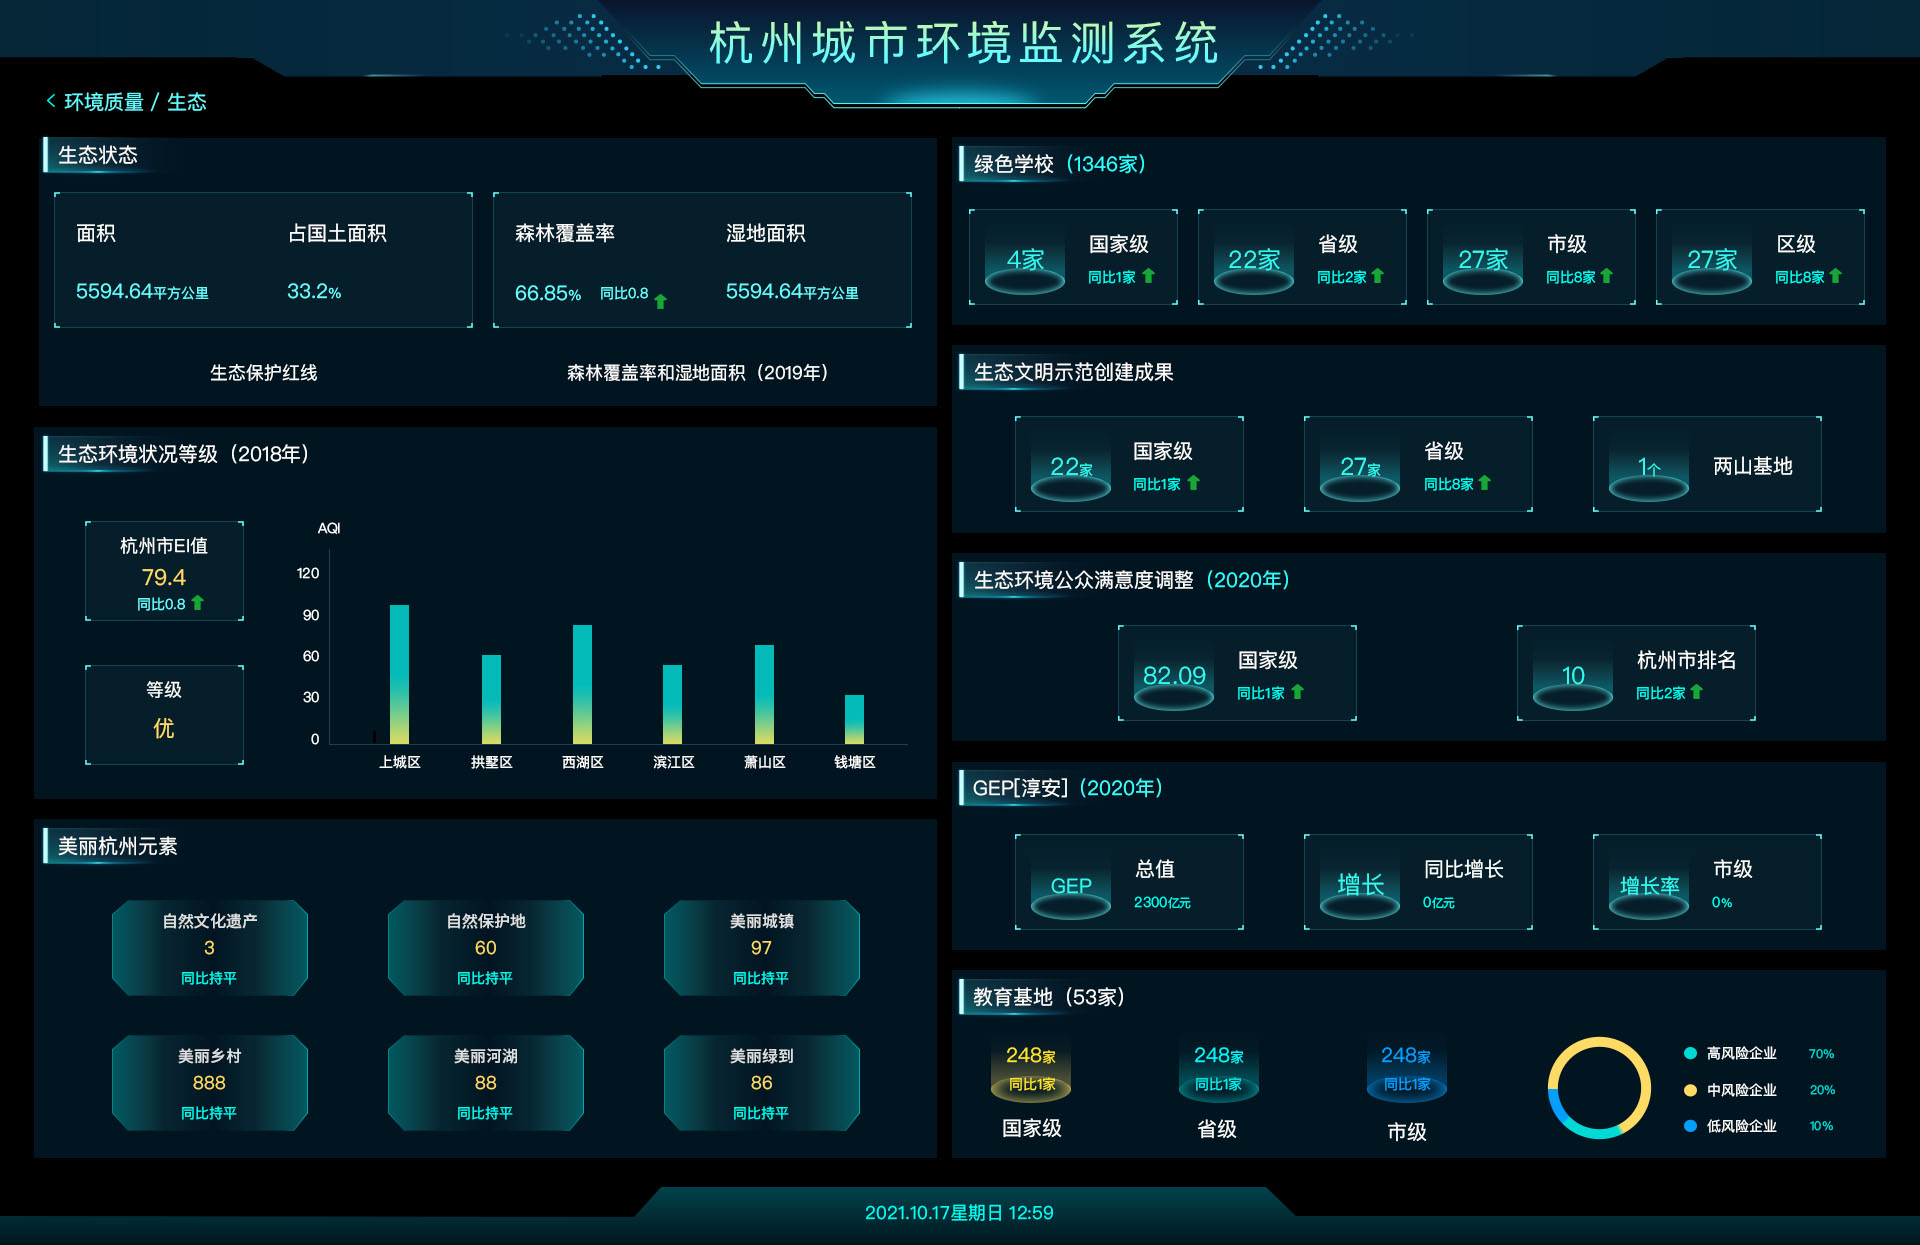 杭州城市环境监测系统
< 环境质量 / 生态
生态状态
面积
占国土面积
5594.64平方公里
33.2%
森林覆盖率
湿地面积
66.85% 同比0.8
5594.64平方公里
生态保护红线
森林覆盖率和湿地面积（2019年）
生态环境状况等级（2018年）
杭州市EI值
79.4
同比0.8
等级
优
AQI
120
90
60
30
0
上城区
拱墅区
西湖区
滨江区
萧山区
钱塘区
美丽杭州元素
自然文化遗产
3
同比持平
自然保护地
60
同比持平
美丽城镇
97
同比持平
美丽乡村
888
同比持平
美丽河湖
88
同比持平
美丽绿到
86
同比持平
绿色学校（1346家）
4家
国家级
同比1家
22家
省级
同比2家
27家
市级
同比8家
27家
区级
同比8家
生态文明示范创建成果
22家
国家级
同比1家
27家
省级
同比8家
1个
两山基地
生态环境公众满意度调整（2020年）
82.09
国家级
同比1家
10
杭州市排名
同比2家
GEP[淳安]（2020年）
GEP
总值
2300亿元
增长
同比增长
0亿元
增长率
市级
0%
教育基地（53家）
248家
同比1家
国家级
248家
同比1家
省级
248家
同比1家
市级
高风险企业 70%
中风险企业 20%
低风险企业 10%
2021.10.17星期日 12:59